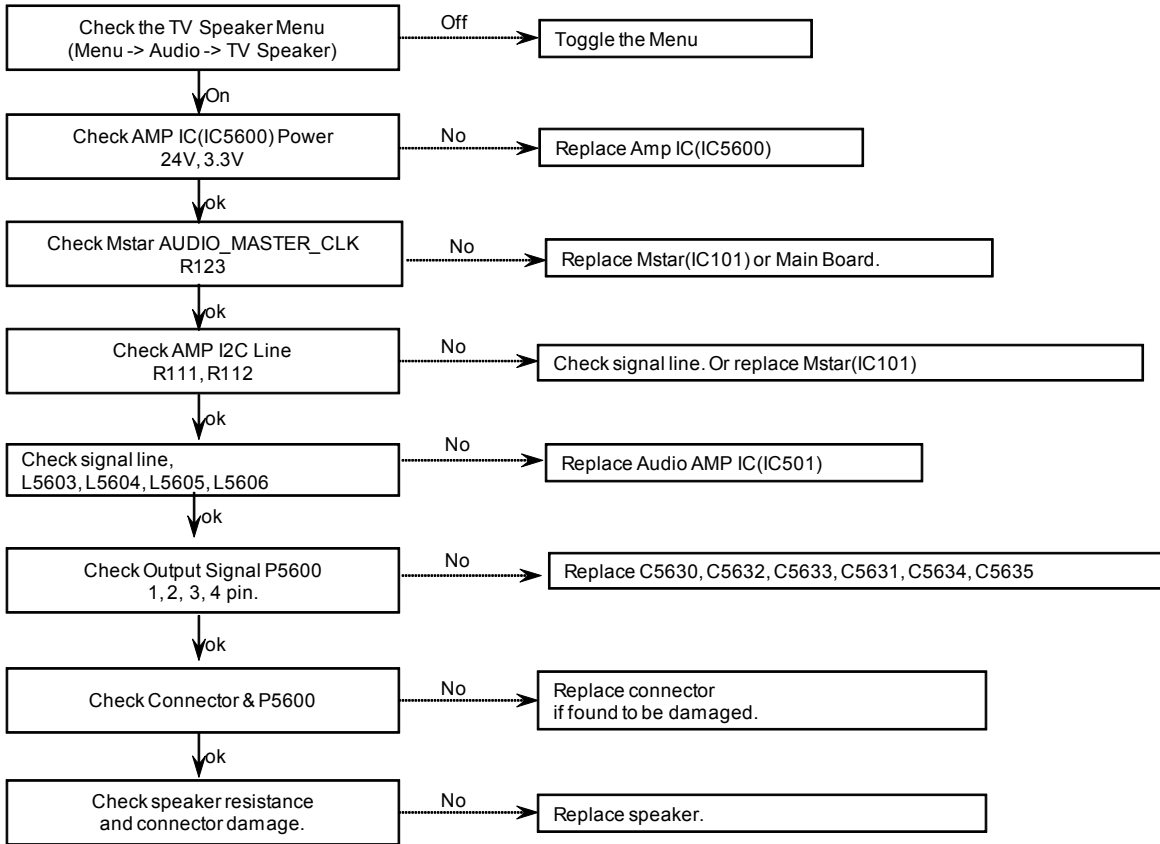 Check the TV Speaker Menu
(Menu -> Audio -> TV Speaker)
Off
Toggle the Menu
On
Check AMP IC(IC5600) Power
24V, 3.3V
No
Replace Amp IC(IC5600)
ok
Check Mstar AUDIO_MASTER_CLK
R123
No
Replace Mstar(IC101) or Main Board.
ok
Check AMP I2C Line
R111, R112
No
Check signal line. Or replace Mstar(IC101)
ok
Check signal line,
L5603, L5604, L5605, L5606
No
Replace Audio AMP IC(IC501)
ok
Check Output Signal P5600
1, 2, 3, 4 pin.
No
Replace C5630, C5632, C5633, C5631, C5634, C5635
ok
Check Connector & P5600
No
Replace connector
if found to be damaged.
ok
Check speaker resistance
and connector damage.
No
Replace speaker.